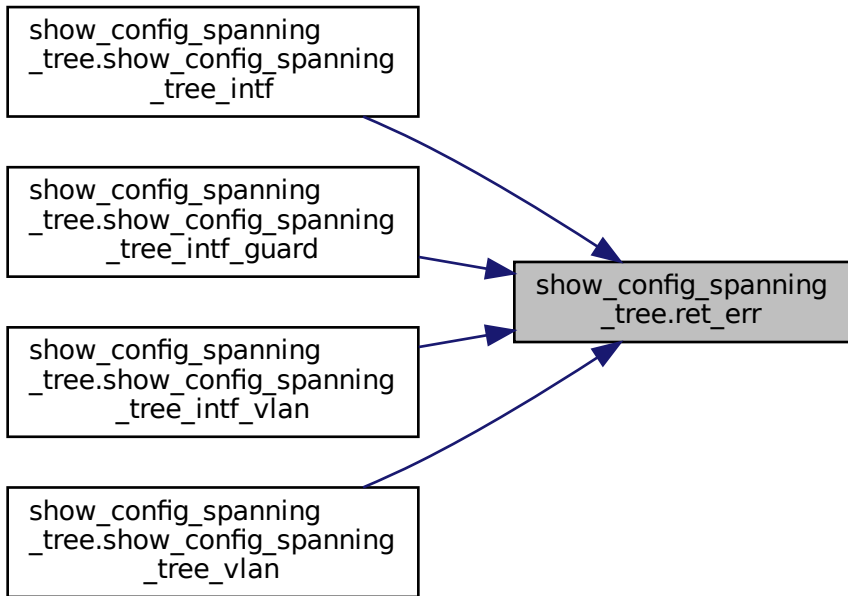 show_config_spanning
_tree.show_config_spanning
_tree_intf
show_config_spanning
_tree.show_config_spanning
_tree_intf_guard
show_config_spanning
_tree.ret_err
show_config_spanning
_tree.show_config_spanning
_tree_intf_vlan
show_config_spanning
_tree.show_config_spanning
_tree_vlan